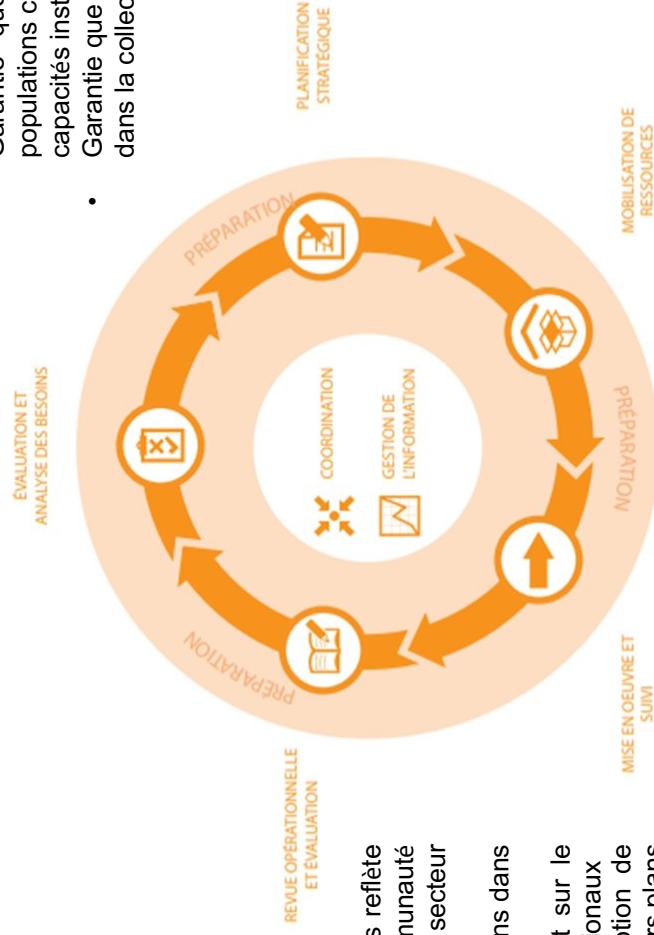 Garantie que
populations c
capacités inst
• Garantie que
dans la collec
ÉVALUATION ET
ANALYSE DES BESOINS
PLANIFICATION
STRATÉGIQUE
MOBILISATION DE
RESSOURCES
MISE EN OEUVRE ET
SUIVI
REVUE OPÉRATIONNELLE
ET ÉVALUATION
PRÉPARATION
PRÉPARATION
PRÉPARATION
COORDINATION
GESTION DE
L'INFORMATION
s reflète
munauté
secteur
ns dans
t sur le
ionaux
tion de
rs plans